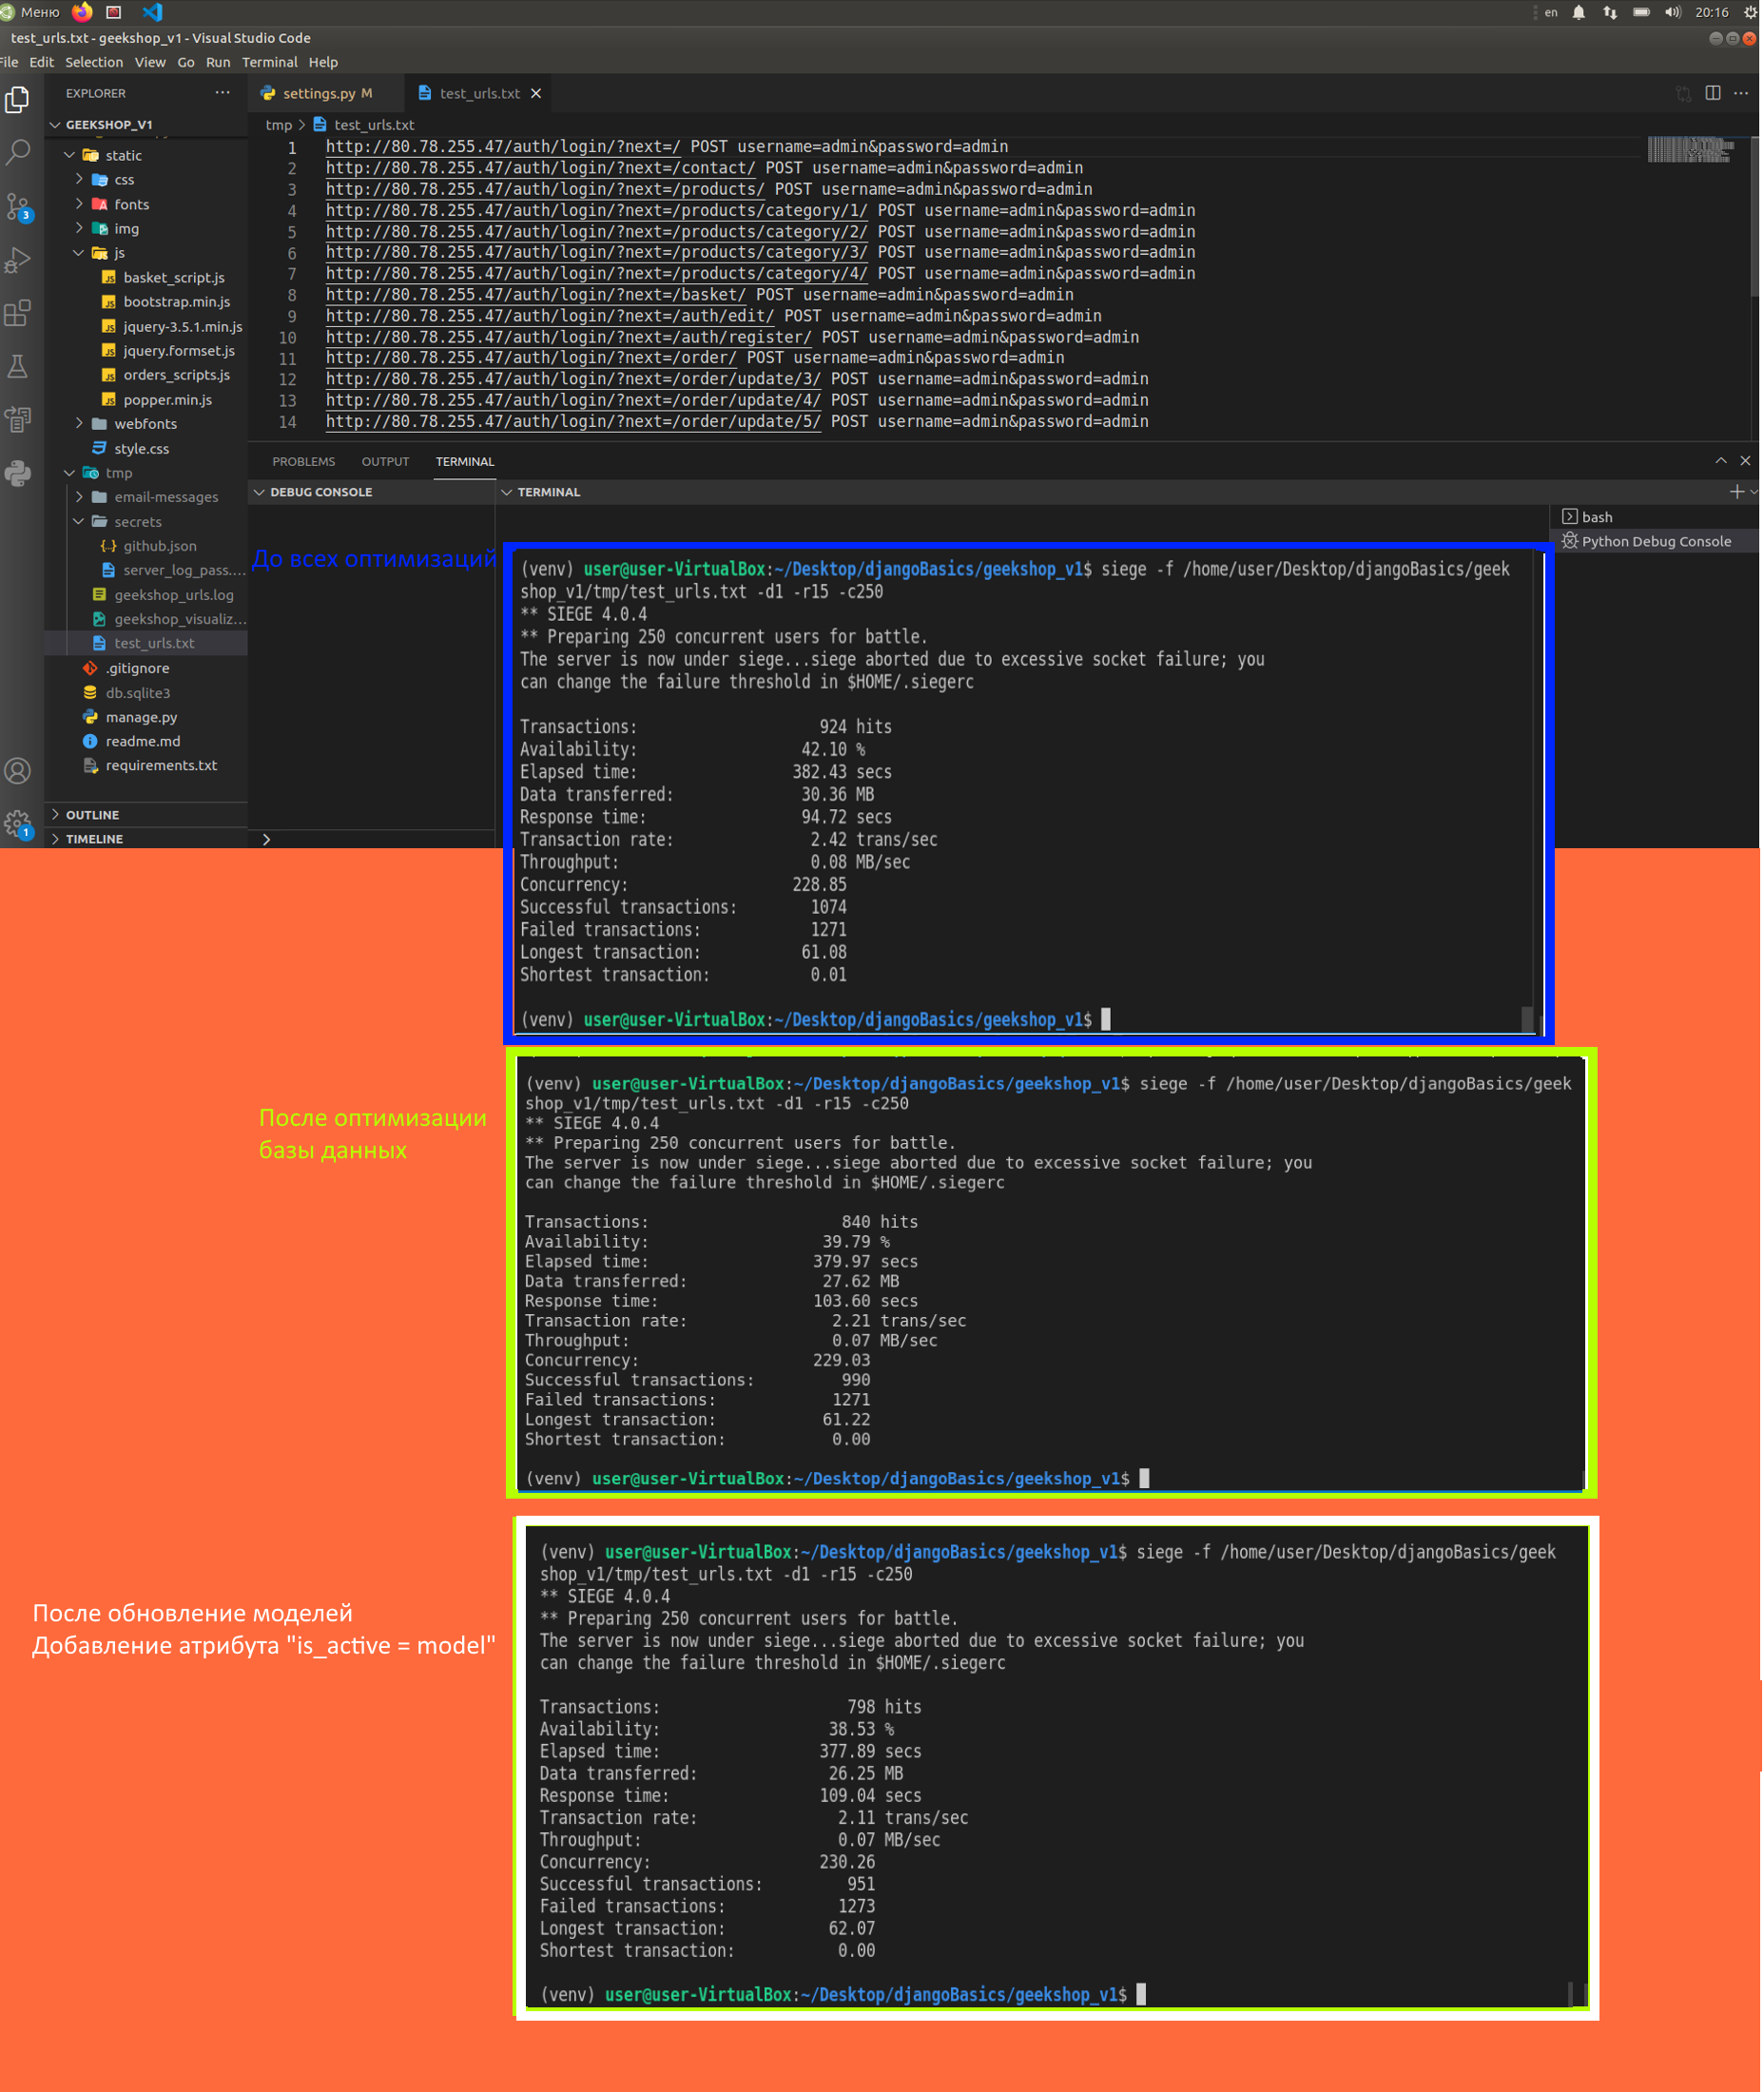 Меню
en
20:16
test_urls.txt - geekshop_v1 - Visual Studio Code
File Edit Selection View Go Run Terminal Help
EXPLORER
GEEKSHOP_V1
static
css
fonts
img
js
basket_script.js
bootstrap.min.js
jquery-3.5.1.min.js
jquery.formset.js
orders_scripts.js
popper.min.js
webfonts
style.css
tmp
email-messages
secrets
github.json
server_log_pass....
geekshop_urls.log
geekshop_visualiz...
test_urls.txt
.gitignore
db.sqlite3
manage.py
readme.md
requirements.txt
OUTLINE
TIMELINE
3
1
settings.py M
test_urls.txt
tmp > test_urls.txt
1 http://80.78.255.47/auth/login/?next=/ POST username=admin&password=admin
2 http://80.78.255.47/auth/login/?next=/contact/ POST username=admin&password=admin
3 http://80.78.255.47/auth/login/?next=/products/ POST username=admin&password=admin
4 http://80.78.255.47/auth/login/?next=/products/category/1/ POST username=admin&password=admin
5 http://80.78.255.47/auth/login/?next=/products/category/2/ POST username=admin&password=admin
6 http://80.78.255.47/auth/login/?next=/products/category/3/ POST username=admin&password=admin
7 http://80.78.255.47/auth/login/?next=/products/category/4/ POST username=admin&password=admin
8 http://80.78.255.47/auth/login/?next=/basket/ POST username=admin&password=admin
9 http://80.78.255.47/auth/login/?next=/auth/edit/ POST username=admin&password=admin
10 http://80.78.255.47/auth/login/?next=/auth/register/ POST username=admin&password=admin
11 http://80.78.255.47/auth/login/?next=/order/ POST username=admin&password=admin
12 http://80.78.255.47/auth/login/?next=/order/update/3/ POST username=admin&password=admin
13 http://80.78.255.47/auth/login/?next=/order/update/4/ POST username=admin&password=admin
14 http://80.78.255.47/auth/login/?next=/order/update/5/ POST username=admin&password=admin
PROBLEMS OUTPUT TERMINAL
DEBUG CONSOLE
TERMINAL
bash
Python Debug Console
До всех оптимизаций
(venv) user@user-VirtualBox:~/Desktop/djangoBasics/geekshop_v1$ siege -f /home/user/Desktop/djangoBasics/geek
shop_v1/tmp/test_urls.txt -d1 -r15 -c250
** SIEGE 4.0.4
** Preparing 250 concurrent users for battle.
The server is now under siege...siege aborted due to excessive socket failure; you
can change the failure threshold in $HOME/.siegerc
Transactions: 924 hits
Availability: 42.10 %
Elapsed time: 382.43 secs
Data transferred: 30.36 MB
Response time: 94.72 secs
Transaction rate: 2.42 trans/sec
Throughput: 0.08 MB/sec
Concurrency: 228.85
Successful transactions: 1074
Failed transactions: 1271
Longest transaction: 61.08
Shortest transaction: 0.01
(venv) user@user-VirtualBox:~/Desktop/djangoBasics/geekshop_v1$
После оптимизации
базы данных
(venv) user@user-VirtualBox:~/Desktop/djangoBasics/geekshop_v1$ siege -f /home/user/Desktop/djangoBasics/geek
shop_v1/tmp/test_urls.txt -d1 -r15 -c250
** SIEGE 4.0.4
** Preparing 250 concurrent users for battle.
The server is now under siege...siege aborted due to excessive socket failure; you
can change the failure threshold in $HOME/.siegerc
Transactions: 840 hits
Availability: 39.79 %
Elapsed time: 379.97 secs
Data transferred: 27.62 MB
Response time: 103.60 secs
Transaction rate: 2.21 trans/sec
Throughput: 0.07 MB/sec
Concurrency: 229.03
Successful transactions: 990
Failed transactions: 1271
Longest transaction: 61.22
Shortest transaction: 0.00
(venv) user@user-VirtualBox:~/Desktop/djangoBasics/geekshop_v1$
После обновление моделей
Добавление атрибута "is_active = model"
(venv) user@user-VirtualBox:~/Desktop/djangoBasics/geekshop_v1$ siege -f /home/user/Desktop/djangoBasics/geek
shop_v1/tmp/test_urls.txt -d1 -r15 -c250
** SIEGE 4.0.4
** Preparing 250 concurrent users for battle.
The server is now under siege...siege aborted due to excessive socket failure; you
can change the failure threshold in $HOME/.siegerc
Transactions: 798 hits
Availability: 38.53 %
Elapsed time: 377.89 secs
Data transferred: 26.25 MB
Response time: 109.04 secs
Transaction rate: 2.11 trans/sec
Throughput: 0.07 MB/sec
Concurrency: 230.26
Successful transactions: 951
Failed transactions: 1273
Longest transaction: 62.07
Shortest transaction: 0.00
(venv) user@user-VirtualBox:~/Desktop/djangoBasics/geekshop_v1$